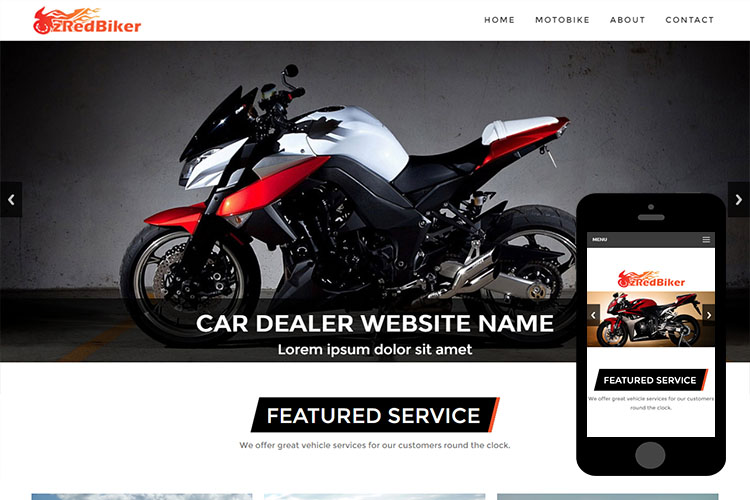 zRedBiker
HOME MOTOBIKE ABOUT CONTACT
CAR DEALER WEBSITE NAME
Lorem ipsum dolor sit amet
FEATURED SERVICE
We offer great vehicle services for our customers round the clock.
MENU
zRedBiker
FEATURED SERVICE
We offer great vehicle services for our customers
round the clock.